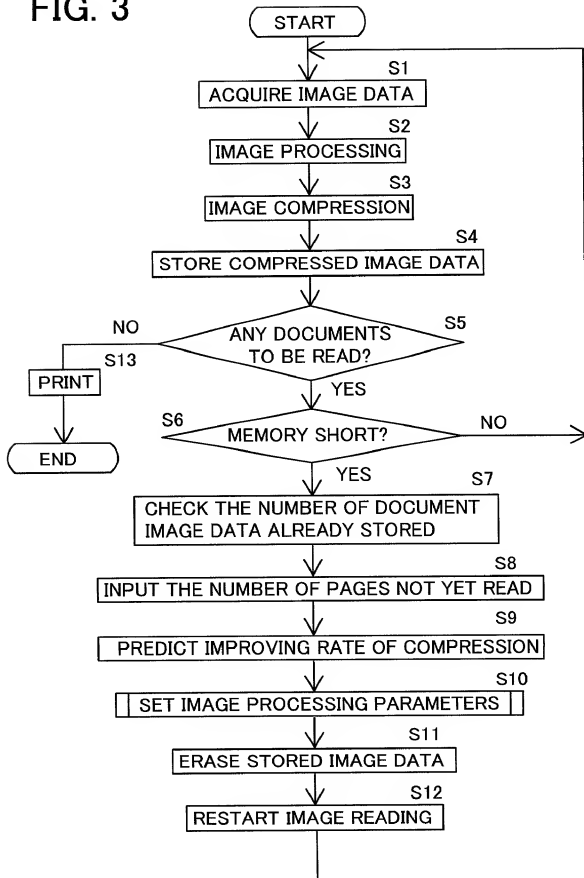 FIG. 3
START
S1
ACQUIRE IMAGE DATA
S2
IMAGE PROCESSING
S3
IMAGE COMPRESSION
S4
STORE COMPRESSED IMAGE DATA
S5
ANY DOCUMENTS
TO BE READ?
NO
S13
PRINT
END
YES
S6
MEMORY SHORT?
NO
YES
S7
CHECK THE NUMBER OF DOCUMENT
IMAGE DATA ALREADY STORED
S8
INPUT THE NUMBER OF PAGES NOT YET READ
S9
PREDICT IMPROVING RATE OF COMPRESSION
S10
SET IMAGE PROCESSING PARAMETERS
S11
ERASE STORED IMAGE DATA
S12
RESTART IMAGE READING